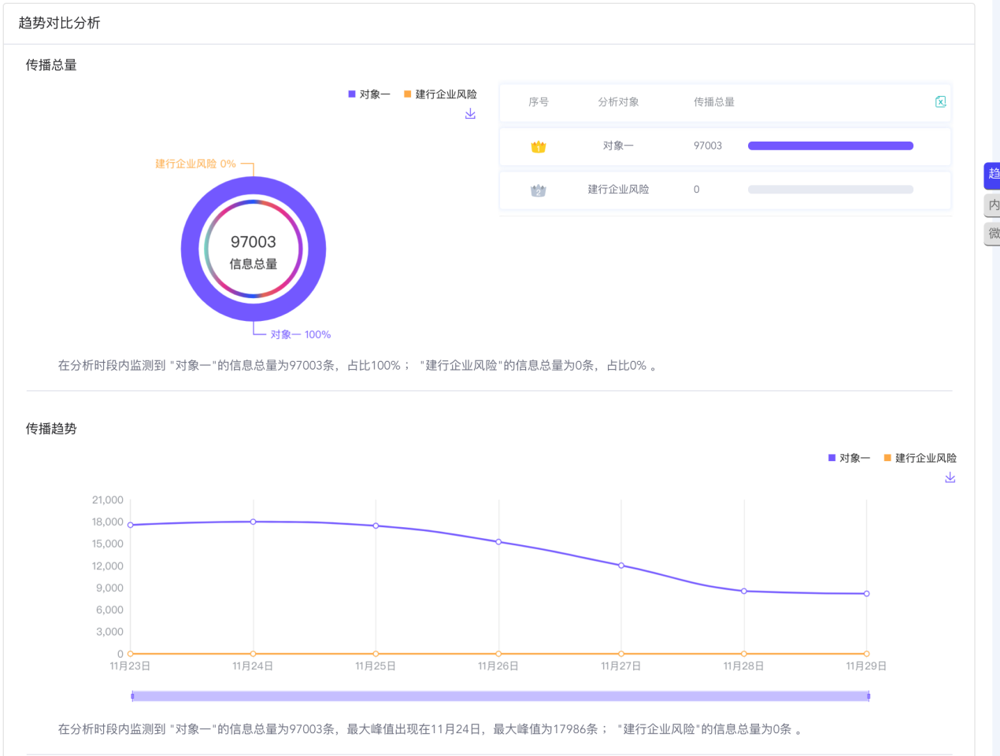 趋势对比分析
传播总量
对象一 建行企业风险
序号 分析对象 传播总量
1 对象一 97003
2 建行企业风险 0
建行企业风险 0%
97003
信息总量
对象一 100%
在分析时段内监测到 "对象一"的信息总量为97003条，占比100%； "建行企业风险"的信息总量为0条，占比0% 。
趋
内
微
传播趋势
对象一 建行企业风险
21,000
18,000
15,000
12,000
9,000
6,000
3,000
0
11月23日 11月24日 11月25日 11月26日 11月27日 11月28日 11月29日
在分析时段内监测到 "对象一"的信息总量为97003条，最大峰值出现在11月24日，最大峰值为17986条； "建行企业风险"的信息总量为0条 。